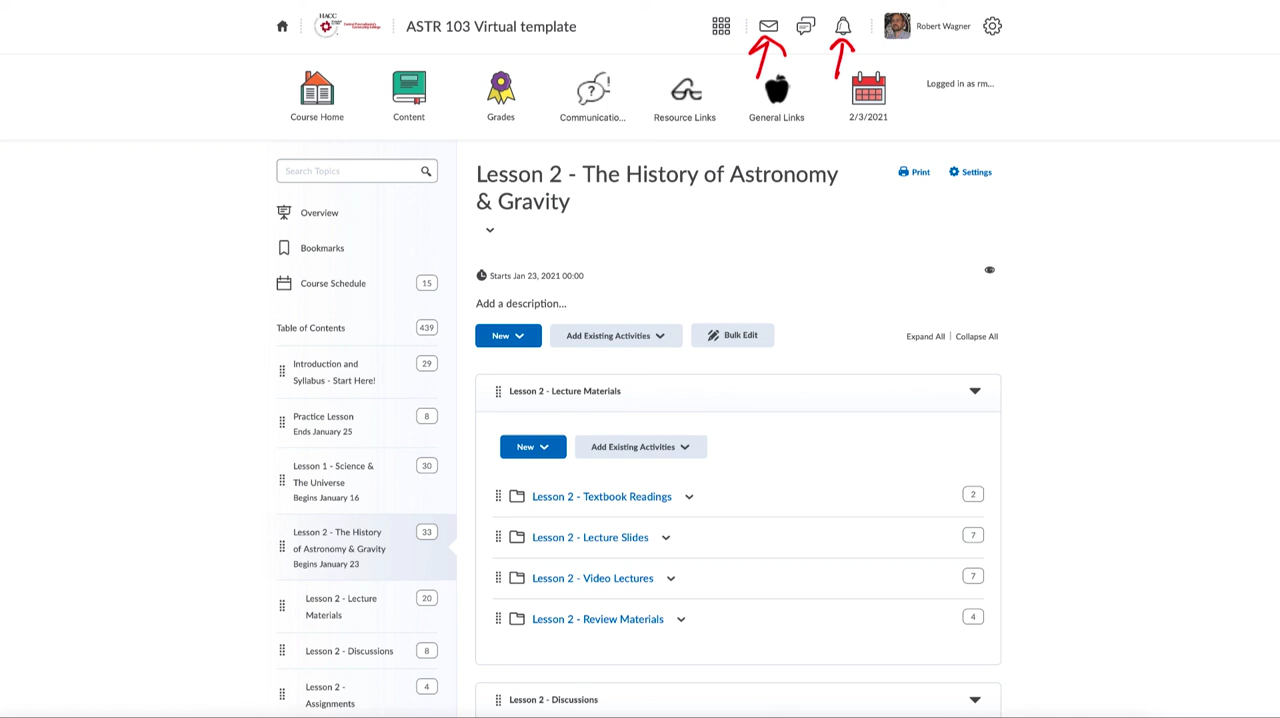 HACC
ASTR 103 Virtual template
Robert Wagner
Course Home
Content
Grades
Communicatio...
Resource Links
General Links
2/3/2021
Logged in as rm...
Search Topics
Overview
Bookmarks
Course Schedule 15
Table of Contents 439
Introduction and 29
Syllabus - Start Here!
Practice Lesson 8
Ends January 25
Lesson 1 - Science & 30
The Universe
Begins January 16
Lesson 2 - The History 33
of Astronomy & Gravity
Begins January 23
Lesson 2 - Lecture 20
Materials
Lesson 2 - Discussions 8
Lesson 2 - 4
Assignments
Lesson 2 - The History of Astronomy
& Gravity
Print Settings
Starts Jan 23, 2021 00:00
Add a description...
New Add Existing Activities Bulk Edit Expand All | Collapse All
Lesson 2 - Lecture Materials
New Add Existing Activities
Lesson 2 - Textbook Readings 2
Lesson 2 - Lecture Slides 7
Lesson 2 - Video Lectures 7
Lesson 2 - Review Materials 4
Lesson 2 - Discussions